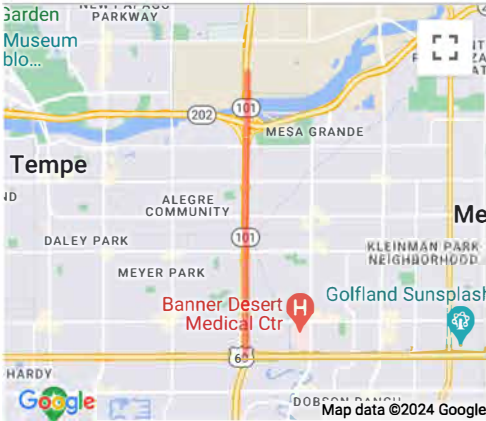 Garden
NEW PAPAGO
PARKWAY
Museum
blo...
101
202
MESA GRANDE
Tempe
ND
ALEGRE
COMMUNITY
Me
DALEY PARK
101
KLEINMAN PARK
NEIGHBORHOOD
MEYER PARK
Banner Desert
Medical Ctr
H
Golfland Sunsplash
60
HARDY
Google
DOBSON RANCH
Map data ©2024 Google